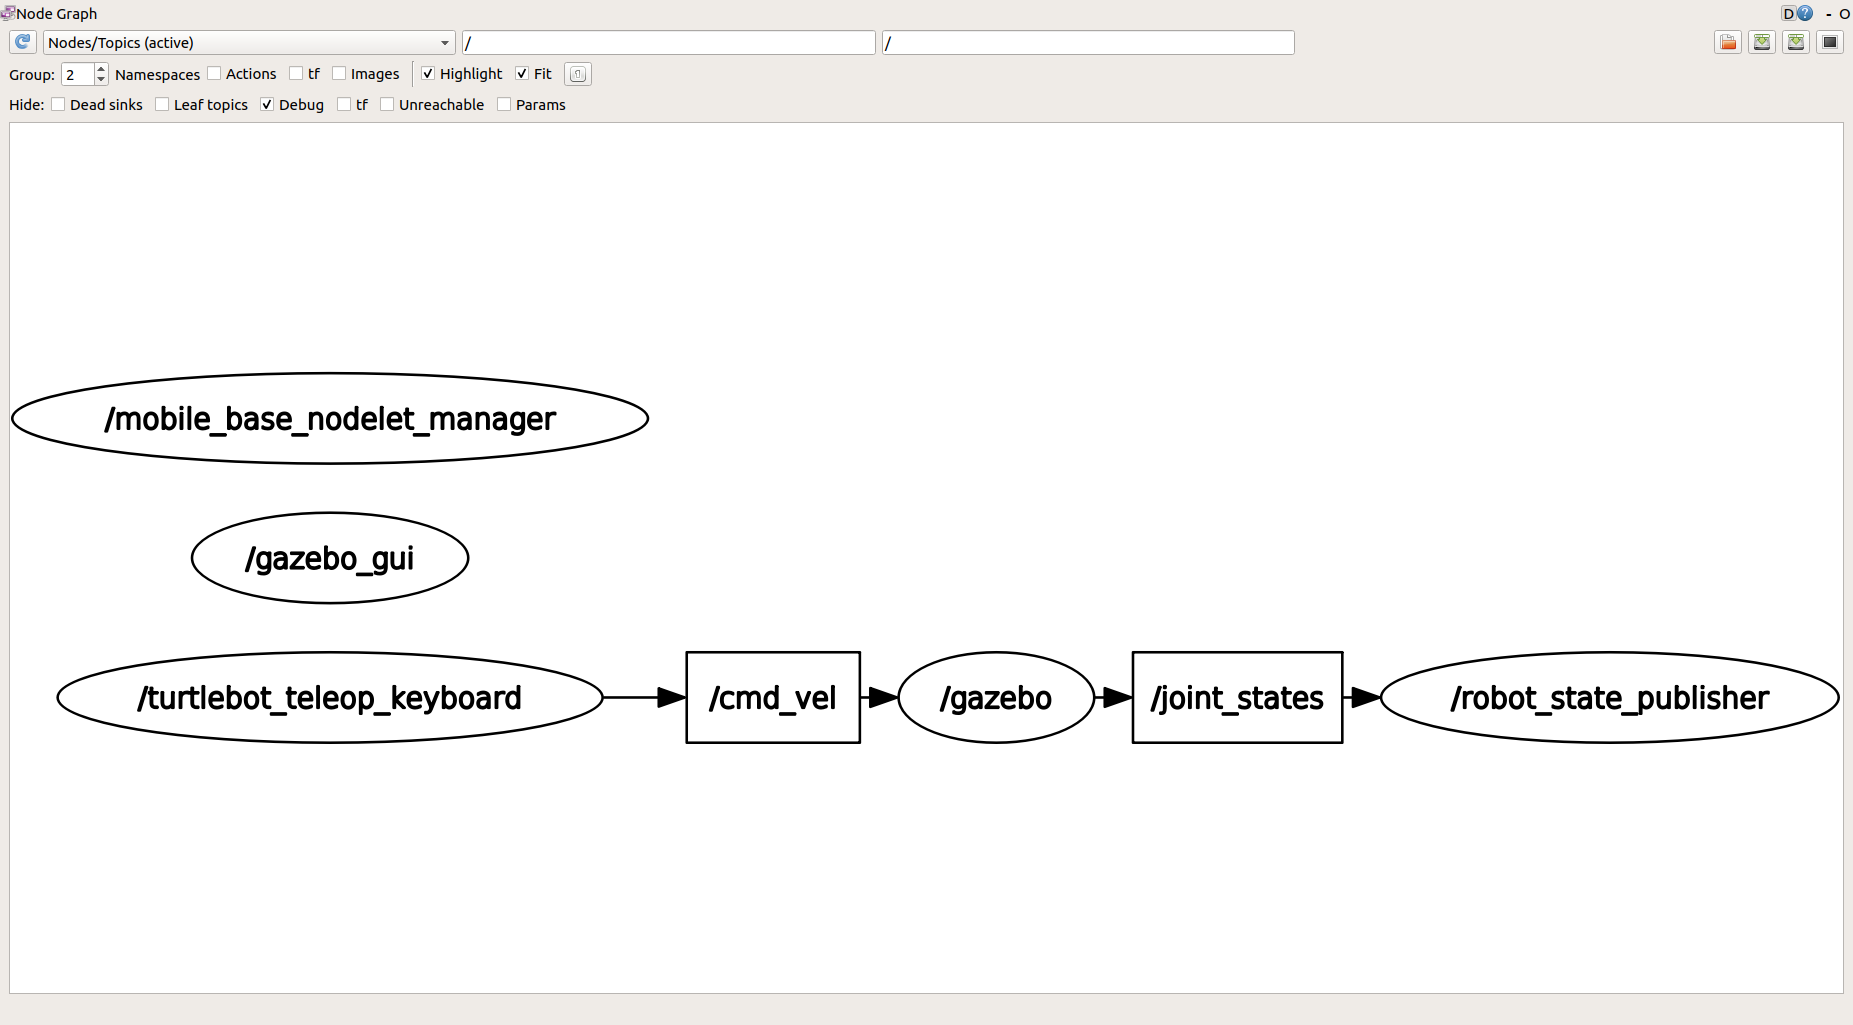 Node Graph D ? - O
Nodes/Topics (active) / /
Group: 2 Namespaces Actions tf Images Highlight Fit
Hide: Dead sinks Leaf topics Debug tf Unreachable Params
/mobile_base_nodelet_manager
/gazebo_gui
/turtlebot_teleop_keyboard /cmd_vel /gazebo /joint_states /robot_state_publisher